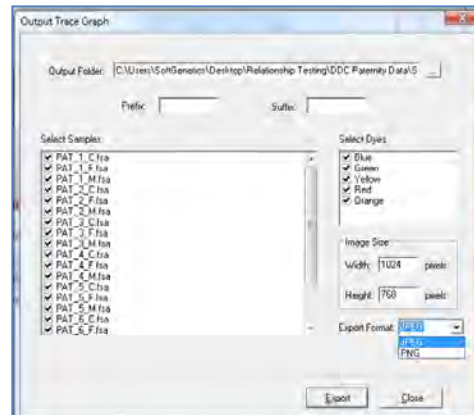 Output Trace Graph
Output Folder: C:\Users\SoftGenetics\Desktop\Relationship Testing\DDC Paternity Data\S ...
Prefix: Suffix:
Select Samples
PAT_1_C.fsa
PAT_1_F.fsa
PAT_1_M.fsa
PAT_2_C.fsa
PAT_2_F.fsa
PAT_2_M.fsa
PAT_3_C.fsa
PAT_3_F.fsa
PAT_3_M.fsa
PAT_4_C.fsa
PAT_4_F.fsa
PAT_4_M.fsa
PAT_5_C.fsa
PAT_5_F.fsa
PAT_5_M.fsa
PAT_6_C.fsa
PAT_6_F.fsa
Select Dyes
Blue
Green
Yellow
Red
Orange
Image Size
Width: 1024 pixels
Height: 768 pixels
Export Format: JPEG
JPEG
PNG
Export Close